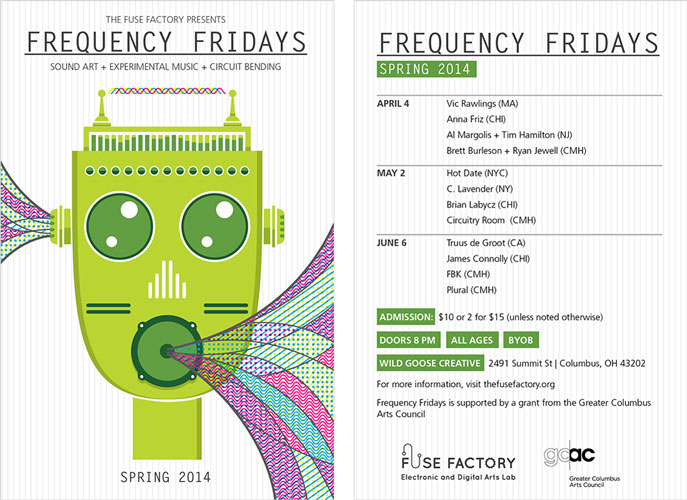 THE FUSE FACTORY PRESENTS
FREQUENCY FRIDAYS
SOUND ART + EXPERIMENTAL MUSIC + CIRCUIT BENDING
SPRING 2014
FREQUENCY FRIDAYS
SPRING 2014
APRIL 4 Vic Rawlings (MA)
Anna Friz (CHI)
Al Margolis + Tim Hamilton (NJ)
Brett Burleson + Ryan Jewell (CMH)
MAY 2 Hot Date (NYC)
C. Lavender (NY)
Brian Labycz (CHI)
Circuitry Room (CMH)
JUNE 6 Truus de Groot (CA)
James Connolly (CHI)
FBK (CMH)
Plural (CMH)
ADMISSION: $10 or 2 for $15 (unless noted otherwise)
DOORS 8 PM ALL AGES BYOB
WILD GOOSE CREATIVE 2491 Summit St | Columbus, OH 43202
For more information, visit thefusefactory.org
Frequency Fridays is supported by a grant from the Greater Columbus
Arts Council
FUSE FACTORY
Electronic and Digital Arts Lab
gcac
Greater Columbus
Arts Council